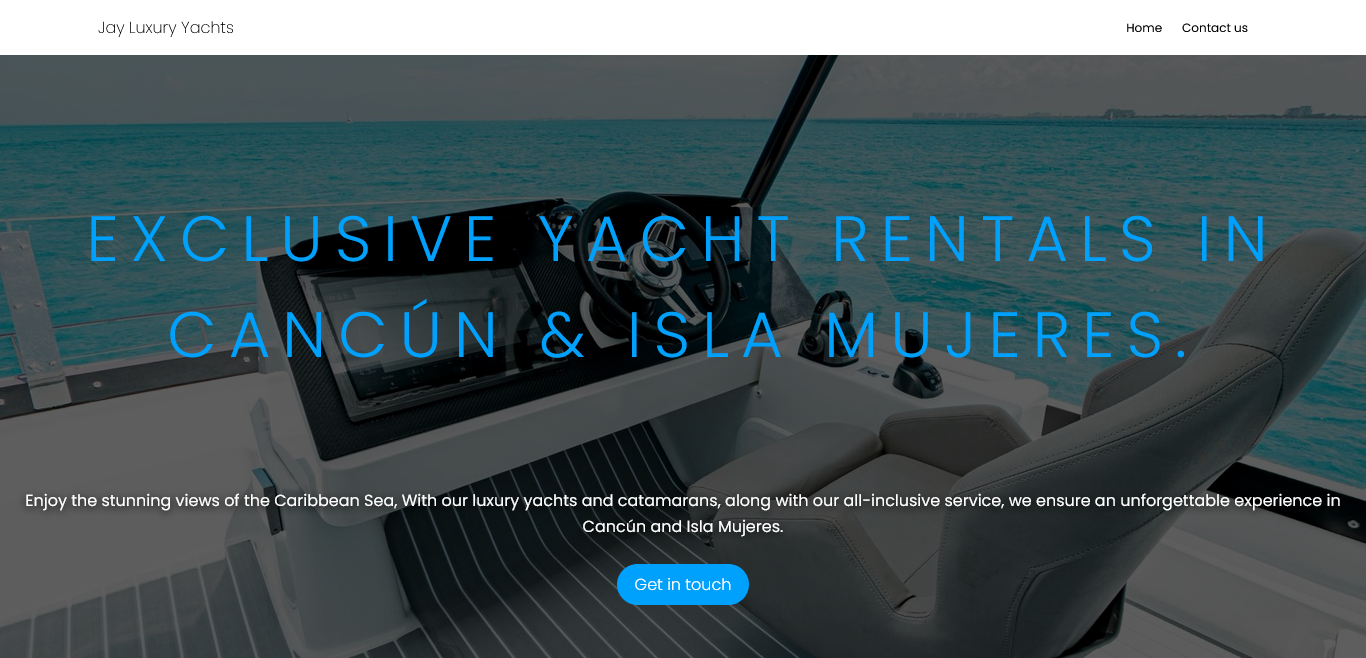 Jay Luxury Yachts
Home
Contact us
EXCLUSIVE YACHT RENTALS IN
CANCÚN & ISLA MUJERES.
Enjoy the stunning views of the Caribbean Sea, With our luxury yachts and catamarans, along with our all-inclusive service, we ensure an unforgettable experience in
Cancún and Isla Mujeres.
Get in touch